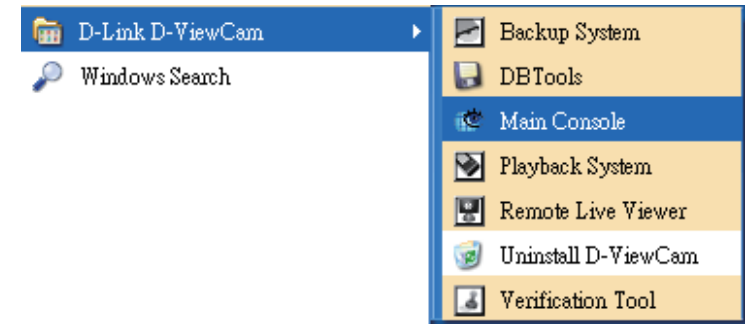 D-Link D-ViewCam
Windows Search
Backup System
DBTools
Main Console
Playback System
Remote Live Viewer
Uninstall D-ViewCam
Verification Tool